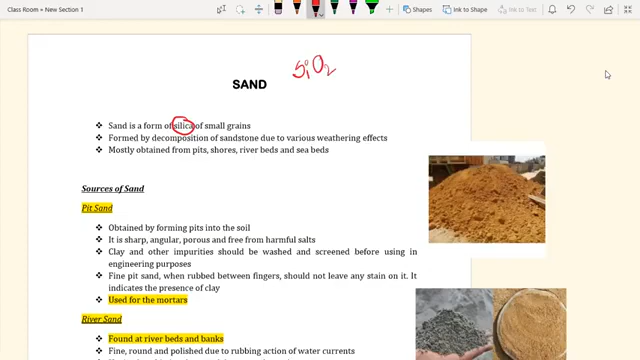 Class Room » New Section 1
Color Shapes
Ink to Shape
Ink to Text
Ink to Math
SiO2
SAND
❖ Sand is a form of silica of small grains
❖ Formed by decomposition of sandstone due to various weathering effects
❖ Mostly obtained from pits, shores, river beds and sea beds
Sources of Sand
Pit Sand
❖ Obtained by forming pits into the soil
❖ It is sharp, angular, porous and free from harmful salts
❖ Clay and other impurities should be washed and screened before using in
engineering purposes
❖ Fine pit sand, when rubbed between fingers, should not leave any stain on it. It
indicates the presence of clay
❖ Used for the mortars
River Sand
❖ Found at river beds and banks
❖ Fine, round and polished due to rubbing action of water currents